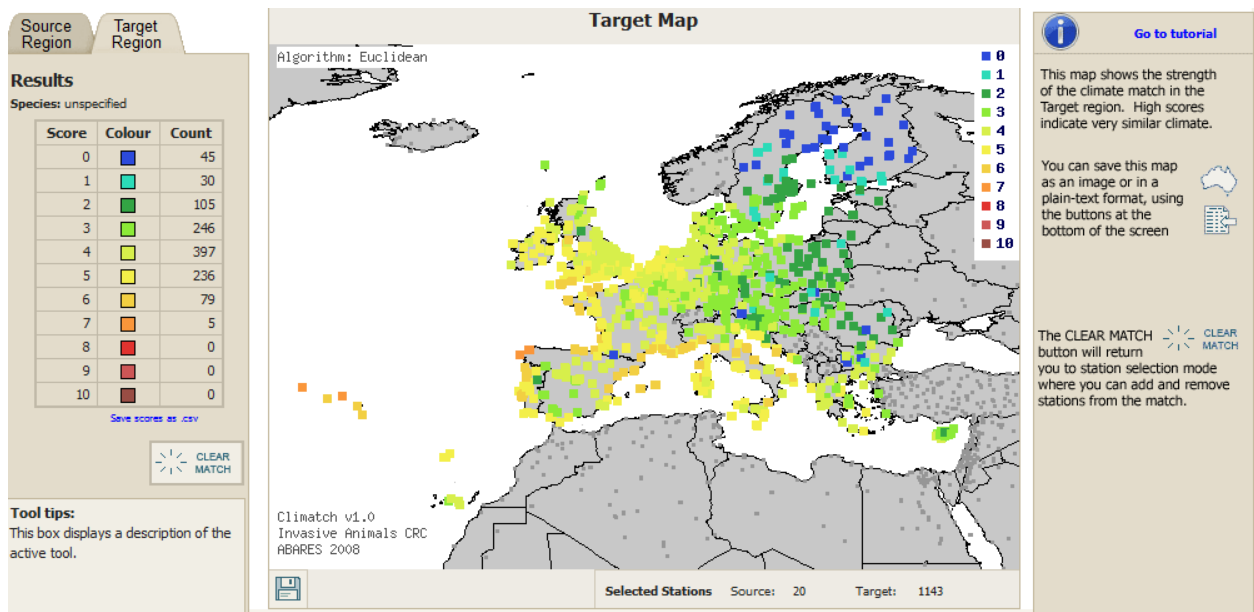 Source
Region
Target
Region
Results
Species: unspecified
Score Colour Count
0 45
1 30
2 105
3 246
4 397
5 236
6 79
7 5
8 0
9 0
10 0
Save scores as .csv
CLEAR
MATCH
Tool tips:
This box displays a description of the
active tool.
Target Map
Algorithm: Euclidean
0
1
2
3
4
5
6
7
8
9
10
Climatch v1.0
Invasive Animals CRC
ABARES 2008
Selected Stations Source: 20 Target: 1143
Go to tutorial
This map shows the strength
of the climate match in the
Target region. High scores
indicate very similar climate.
You can save this map
as an image or in a
plain-text format, using
the buttons at the
bottom of the screen
The CLEAR MATCH
button will return
CLEAR
MATCH
you to station selection mode
where you can add and remove
stations from the match.